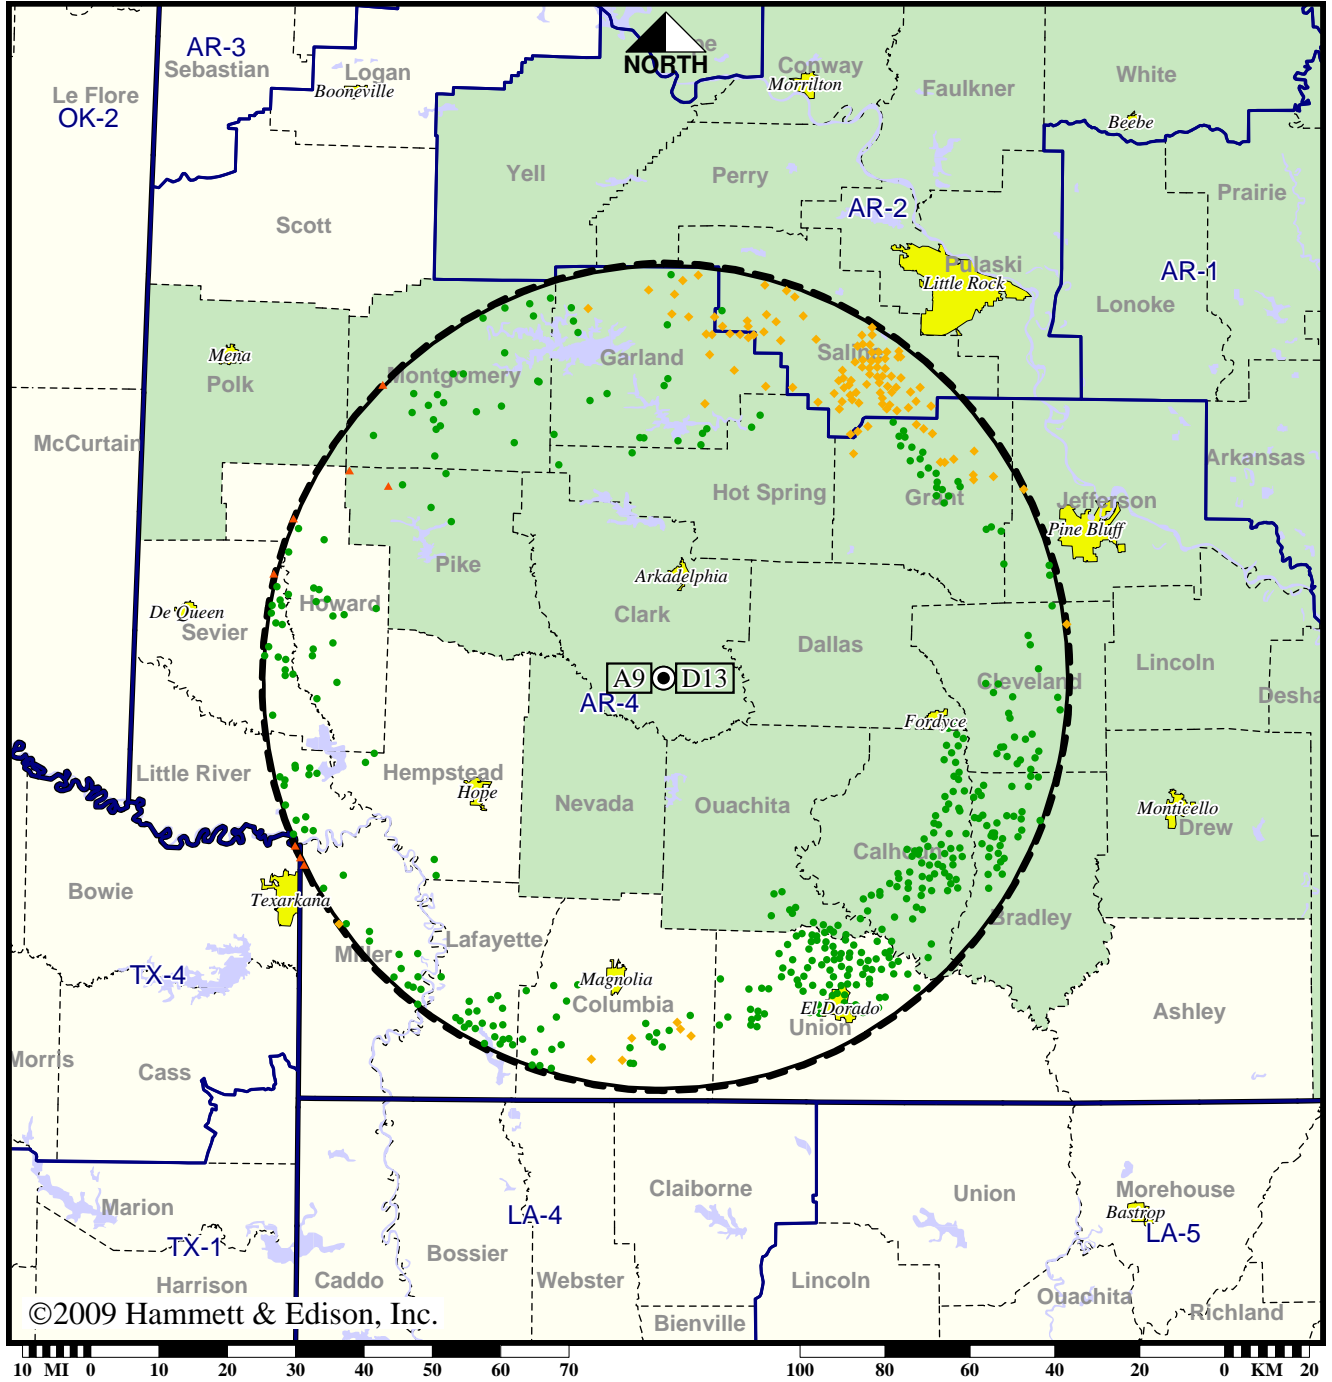 AR-3
Sebastian
Logan
Booneville
Le Flore
OK-2
NORTH
ee
Conway
Morrilton
Faulkner
White
Beebe
Yell
Perry
Prairie
Scott
AR-2
Pulaski
Little Rock
AR-1
Lonoke
Mena
Polk
Montgomery
Garland
Saline
McCurtain
Hot Spring
Grant
Arkansas
Jefferson
Pine Bluff
Pike
Arkadelphia
Clark
De Queen
Sevier
Howard
Dallas
Lincoln
A9
D13
AR-4
Cleveland
Desha
Fordyce
Little River
Hempstead
Hope
Nevada
Ouachita
Monticello
Drew
Calhoun
Bowie
Texarkana
Bradley
Miller
Lafayette
TX-4
Magnolia
Columbia
El Dorado
Union
Ashley
Morris
Cass
Marion
Claiborne
Union
Morehouse
Bastrop
TX-1
LA-4
LA-5
Bossier
Harrison
Caddo
Webster
Lincoln
Ouachita
Richland
Bienville
©2009 Hammett & Edison, Inc.
10 MI 0 10 20 30 40 50 60 70
100 80 60 40 20 0 KM 20